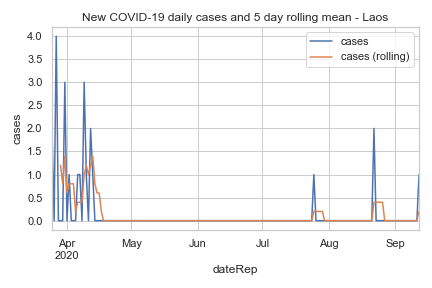 New COVID-19 daily cases and 5 day rolling mean - Laos
cases
cases (rolling)
4.0
3.5
3.0
2.5
2.0
1.5
1.0
0.5
0.0
cases
Apr May Jun Jul Aug Sep
2020
dateRep